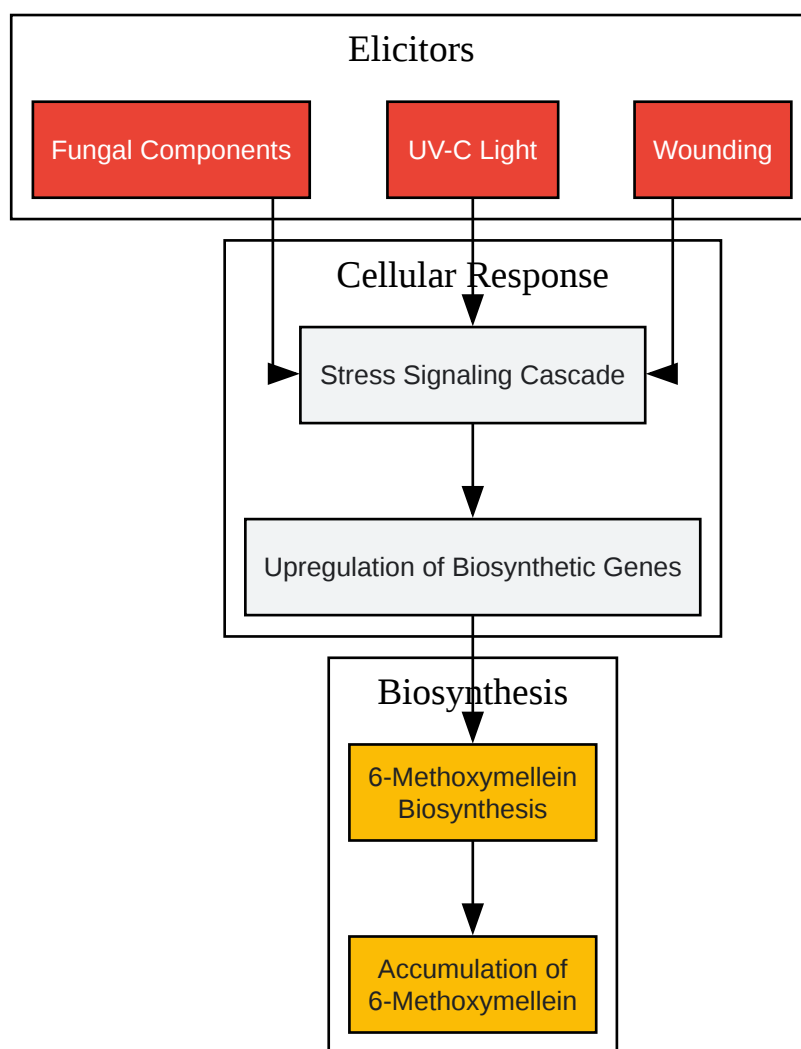 Elicitors
Fungal Components
UV-C Light
Wounding
Cellular Response
Stress Signaling Cascade
Upregulation of Biosynthetic Genes
Biosynthesis
6-Methoxymellein
Biosynthesis
Accumulation of
6-Methoxymellein